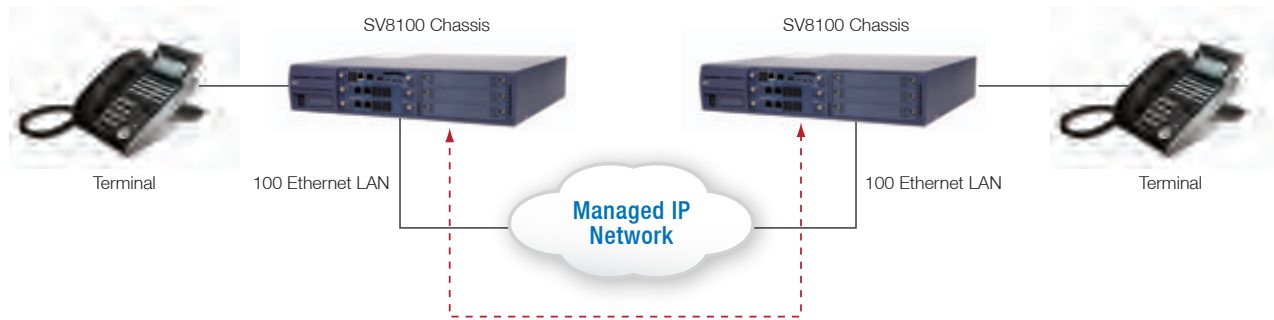 SV8100 Chassis
SV8100 Chassis
Terminal
100 Ethernet LAN
Managed IP
Network
100 Ethernet LAN
Terminal